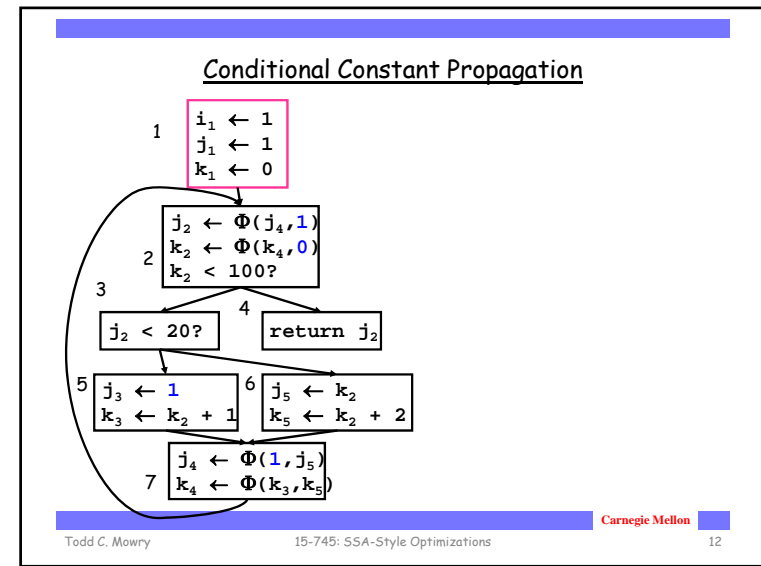 Conditional Constant Propagation
1
i₁ ← 1
j₁ ← 1
k₁ ← 0
2
j₂ ← Φ(j₄,1)
k₂ ← Φ(k₄,0)
k₂ < 100?
3
j₂ < 20?
4
return j₂
5
j₃ ← 1
k₃ ← k₂ + 1
6
j₅ ← k₂
k₅ ← k₂ + 2
7
j₄ ← Φ(1,j₅)
k₄ ← Φ(k₃,k₅)
Carnegie Mellon
Todd C. Mowry 15-745: SSA-Style Optimizations 12